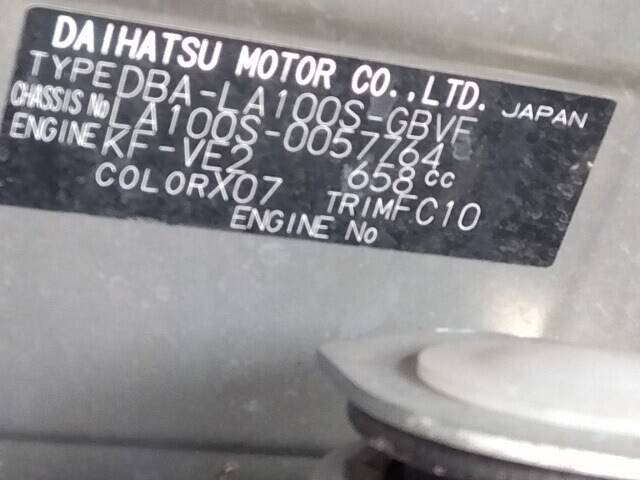 DAIHATSU MOTOR CO.,LTD. JAPAN
TYPE DBA-LA100S-GBVF
CHASSIS No LA100S-0057764
ENGINE KF-VE2 658 cc
COLOR X07 TRIM FC10
ENGINE No